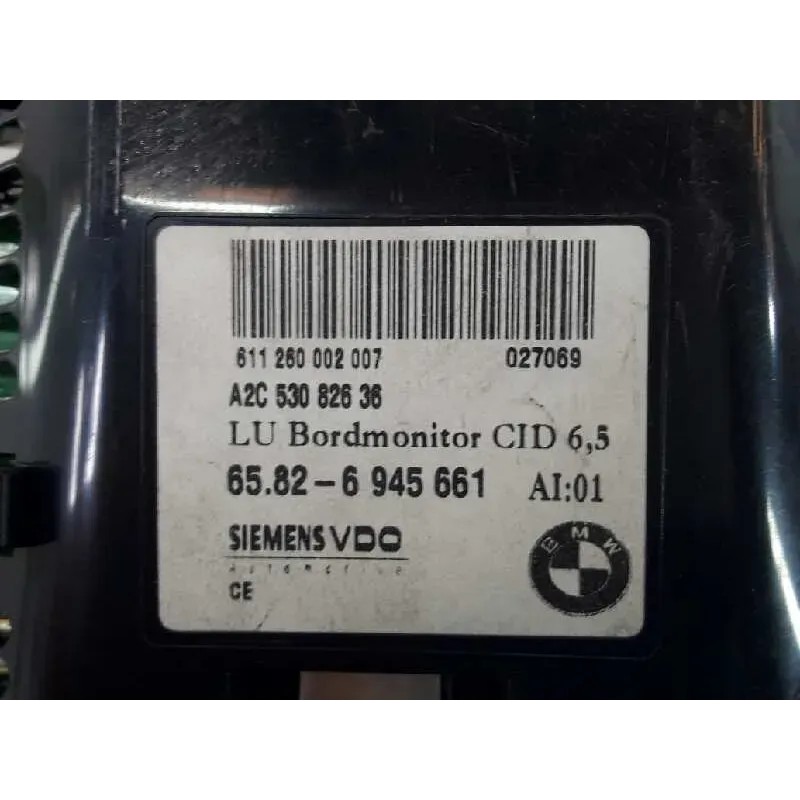 611 260 002 007 027069
A2C 530 826 36
LU Bordmonitor CID 6,5
65.82-6 945 661 AI:01
SIEMENS VDO
Automotive
CE
BMW